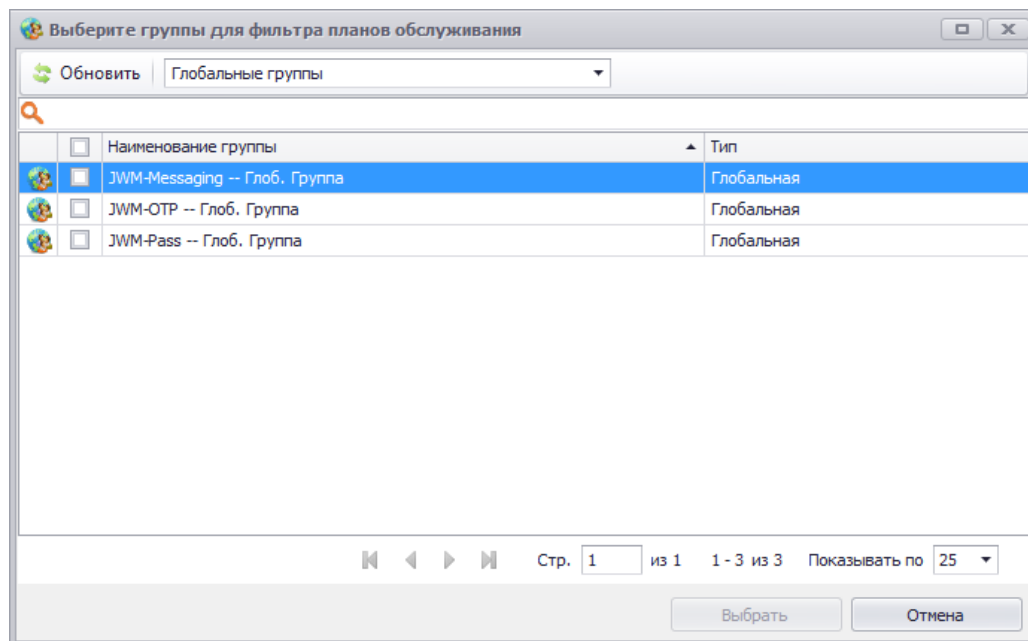 Выберите группы для фильтра планов обслуживания
Обновить Глобальные группы
Наименование группы Тип
JWM-Messaging -- Глоб. Группа Глобальная
JWM-OTP -- Глоб. Группа Глобальная
JWM-Pass -- Глоб. Группа Глобальная
Стр. 1 из 1 1 - 3 из 3 Показывать по 25
Выбрать Отмена